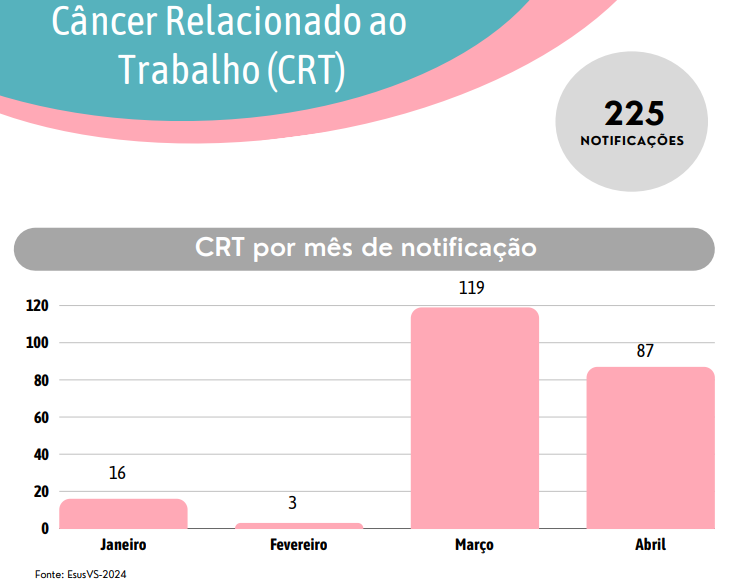 Câncer Relacionado ao
Trabalho (CRT)
225
NOTIFICAÇÕES
CRT por mês de notificação
119
120
100
87
80
60
40
16
20
3
0
Janeiro Fevereiro Março Abril
Fonte: EsusVS-2024